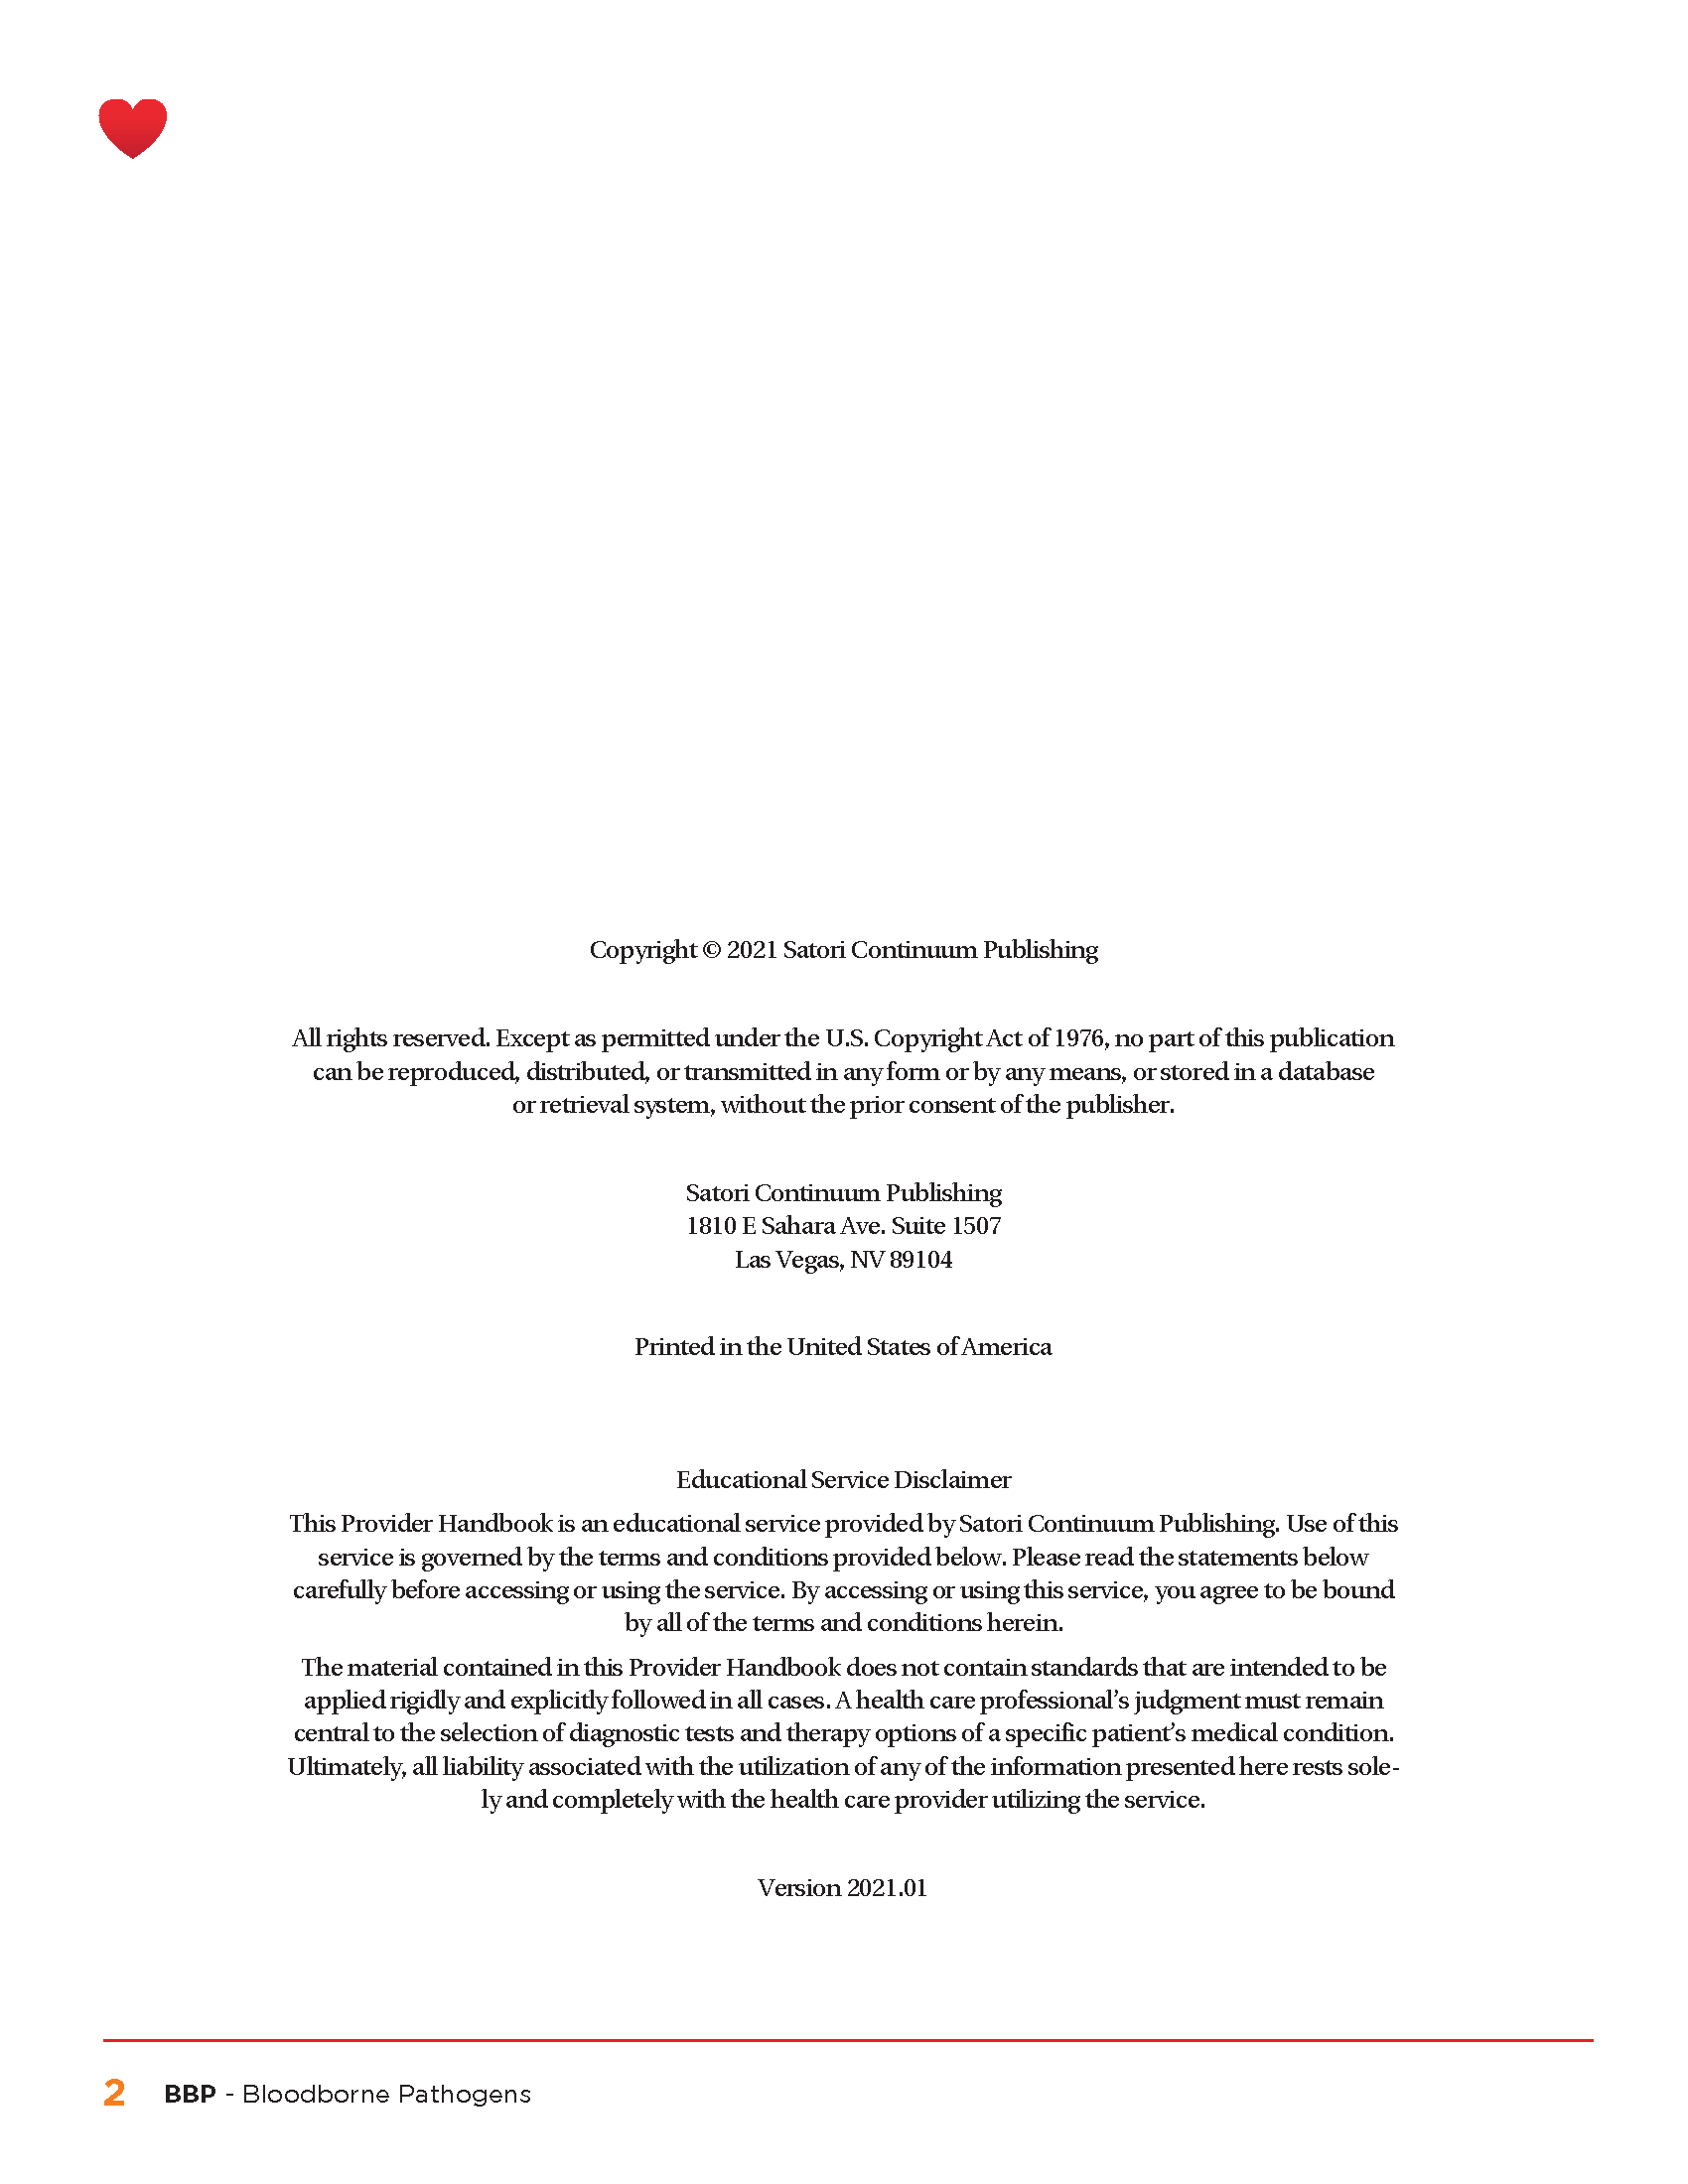 Copyright © 2021 Satori Continuum Publishing
All rights reserved. Except as permitted under the U.S. Copyright Act of 1976, no part of this publication
can be reproduced, distributed, or transmitted in any form or by any means, or stored in a database
or retrieval system, without the prior consent of the publisher.
Satori Continuum Publishing
1810 E Sahara Ave. Suite 1507
Las Vegas, NV 89104
Printed in the United States of America
Educational Service Disclaimer
This Provider Handbook is an educational service provided by Satori Continuum Publishing. Use of this
service is governed by the terms and conditions provided below. Please read the statements below
carefully before accessing or using the service. By accessing or using this service, you agree to be bound
by all of the terms and conditions herein.
The material contained in this Provider Handbook does not contain standards that are intended to be
applied rigidly and explicitly followed in all cases. A health care professional’s judgment must remain
central to the selection of diagnostic tests and therapy options of a specific patient’s medical condition.
Ultimately, all liability associated with the utilization of any of the information presented here rests sole-
ly and completely with the health care provider utilizing the service.
Version 2021.01
2 BBP - Bloodborne Pathogens